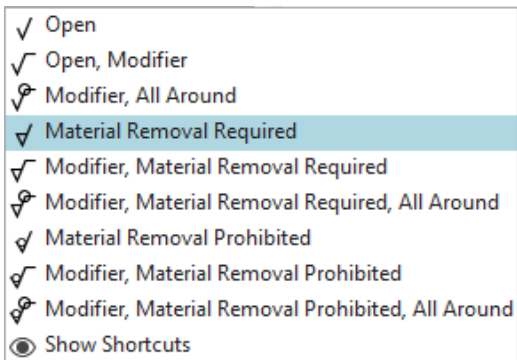 Open
Open, Modifier
Modifier, All Around
Material Removal Required
Modifier, Material Removal Required
Modifier, Material Removal Required, All Around
Material Removal Prohibited
Modifier, Material Removal Prohibited
Modifier, Material Removal Prohibited, All Around
Show Shortcuts